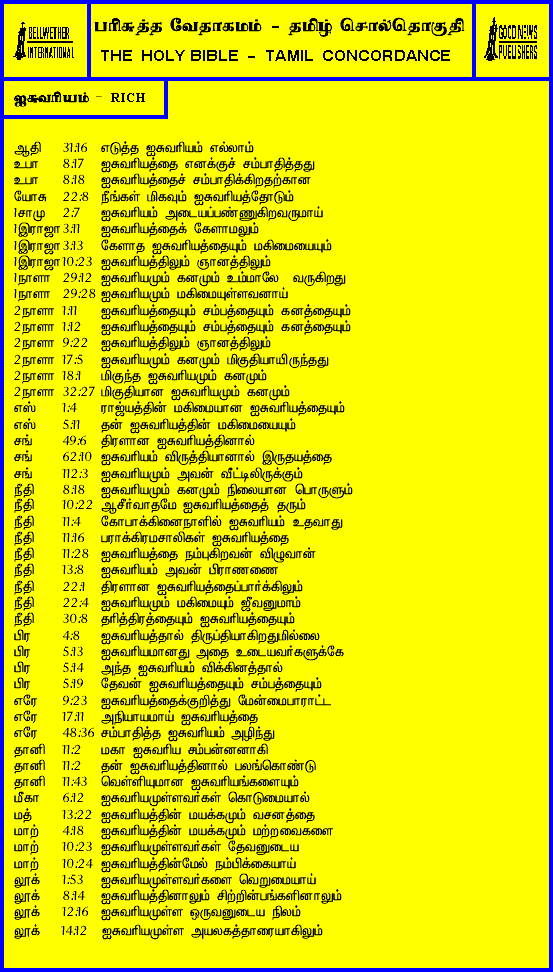 BELLWETHER
INTERNATIONAL
பரிசுத்த வேதாகமம் - தமிழ் சொல்தொகுதி
THE HOLY BIBLE - TAMIL CONCORDANCE
GOOD NEWS
PUBLISHERS
ஐசுவரியம் - RICH
ஆதி 31:16 எடுத்த ஐசுவரியம் எல்லாம்
உபா 8:17 ஐசுவரியத்தை எனக்குச் சம்பாதித்தது
உபா 8:18 ஐசுவரியத்தைச் சம்பாதிக்கிறதற்கான
யோசு 22:8 நீங்கள் மிகவும் ஐசுவரியத்தோடும்
1சாமு 2:7 ஐசுவரியம் அடையப்பண்ணுகிறவருமாய்
1இராஜா 3:11 ஐசுவரியத்தைக் கேளாமலும்
1இராஜா 3:13 கேளாத ஐசுவரியத்தையும் மகிமையையும்
1இராஜா 10:23 ஐசுவரியத்திலும் ஞானத்திலும்
1நாளா 29:12 ஐசுவரியமும் கனமும் உம்மாலே வருகிறது
1நாளா 29:28 ஐசுவரியமும் மகிமையுள்ளவனாய்
2நாளா 1:11 ஐசுவரியத்தையும் சம்பத்தையும் கனத்தையும்
2நாளா 1:12 ஐசுவரியத்தையும் சம்பத்தையும் கனத்தையும்
2நாளா 9:22 ஐசுவரியத்திலும் ஞானத்திலும்
2நாளா 17:5 ஐசுவரியமும் கனமும் மிகுதியாயிருந்தது
2நாளா 18:1 மிகுந்த ஐசுவரியமும் கனமும்
2நாளா 32:27 மிகுதியான ஐசுவரியமும் கனமும்
எஸ் 1:4 ராஜ்யத்தின் மகிமையான ஐசுவரியத்தையும்
எஸ் 5:11 தன் ஐசுவரியத்தின் மகிமையையும்
சங் 49:6 திரளான ஐசுவரியத்தினால்
சங் 62:10 ஐசுவரியம் விருத்தியானால் இருதயத்தை
சங் 112:3 ஐசுவரியமும் அவன் வீட்டிலிருக்கும்
நீதி 8:18 ஐசுவரியமும் கனமும் நிலையான பொருளும்
நீதி 10:22 ஆசீர்வாதமே ஐசுவரியத்தைத் தரும்
நீதி 11:4 கோபாக்கினைநாளில் ஐசுவரியம் உதவாது
நீதி 11:16 பராக்கிரமசாலிகள் ஐசுவரியத்தை
நீதி 11:28 ஐசுவரியத்தை நம்புகிறவன் விழுவான்
நீதி 13:8 ஐசுவரியம் அவன் பிராணணை
நீதி 22:1 திரளான ஐசுவரியத்தைப்பார்க்கிலும்
நீதி 22:4 ஐசுவரியமும் மகிமையும் ஜீவனுமாம்
நீதி 30:8 தரித்திரத்தையும் ஐசுவரியத்தையும்
பிர 4:8 ஐசுவரியத்தால் திருப்தியாகிறதுமில்லை
பிர 5:13 ஐசுவரியமானது அதை உடையவர்களுக்கே
பிர 5:14 அந்த ஐசுவரியம் விக்கினத்தால்
பிர 5:19 தேவன் ஐசுவரியத்தையும் சம்பத்தையும்
எரே 9:23 ஐசுவரியத்தைக்குறித்து மேன்மைபாராட்ட
எரே 17:11 அநியாயமாய் ஐசுவரியத்தை
எரே 48:36 சம்பாதித்த ஐசுவரியம் அழிந்து
தானி 11:2 மகா ஐசுவரிய சம்பன்னனாகி
தானி 11:2 தன் ஐசுவரியத்தினால் பலங்கொண்டு
தானி 11:43 வெள்ளியுமான ஐசுவரியங்களையும்
மீகா 6:12 ஐசுவரியமுள்ளவர்கள் கொடுமையால்
மத் 13:22 ஐசுவரியத்தின் மயக்கமும் வசனத்தை
மாற் 4:18 ஐசுவரியத்தின் மயக்கமும் மற்றவைகளை
மாற் 10:23 ஐசுவரியமுள்ளவர்கள் தேவனுடைய
மாற் 10:24 ஐசுவரியத்தின்மேல் நம்பிக்கையாய்
லூக் 1:53 ஐசுவரியமுள்ளவர்களை வெறுமையாய்
லூக் 8:14 ஐசுவரியத்தினாலும் சிற்றின்பங்களினாலும்
லூக் 12:16 ஐசுவரியமுள்ள ஒருவனுடைய நிலம்
லூக் 14:12 ஐசுவரியமுள்ள அயலகத்தாரையாகிலும்